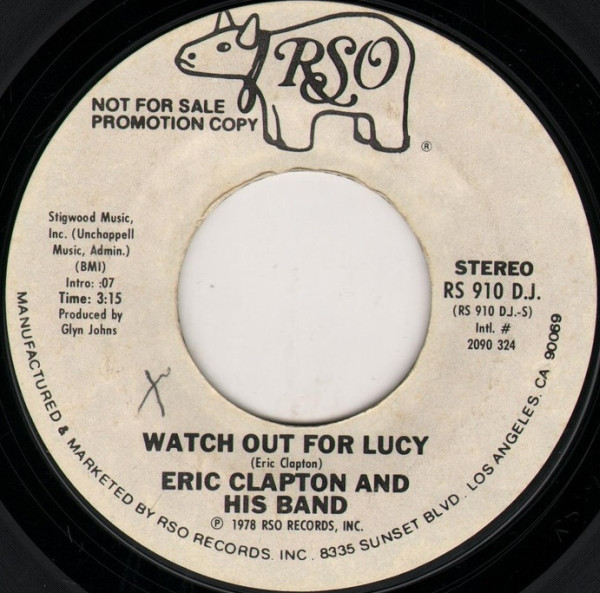 RSO
®
NOT FOR SALE
PROMOTION COPY
Stigwood Music,
Inc. (Unchappell
Music, Admin.)
(BMI)
Intro: :07
Time: 3:15
Produced by
Glyn Johns
STEREO
RS 910 D.J.
(RS 910 D.J.-S)
Intl. #
2090 324
X
WATCH OUT FOR LUCY
(Eric Clapton)
ERIC CLAPTON AND
HIS BAND
℗ 1978 RSO RECORDS, INC.
MANUFACTURED & MARKETED BY RSO RECORDS. INC. 8335 SUNSET BLVD. LOS ANGELES. CA 90069